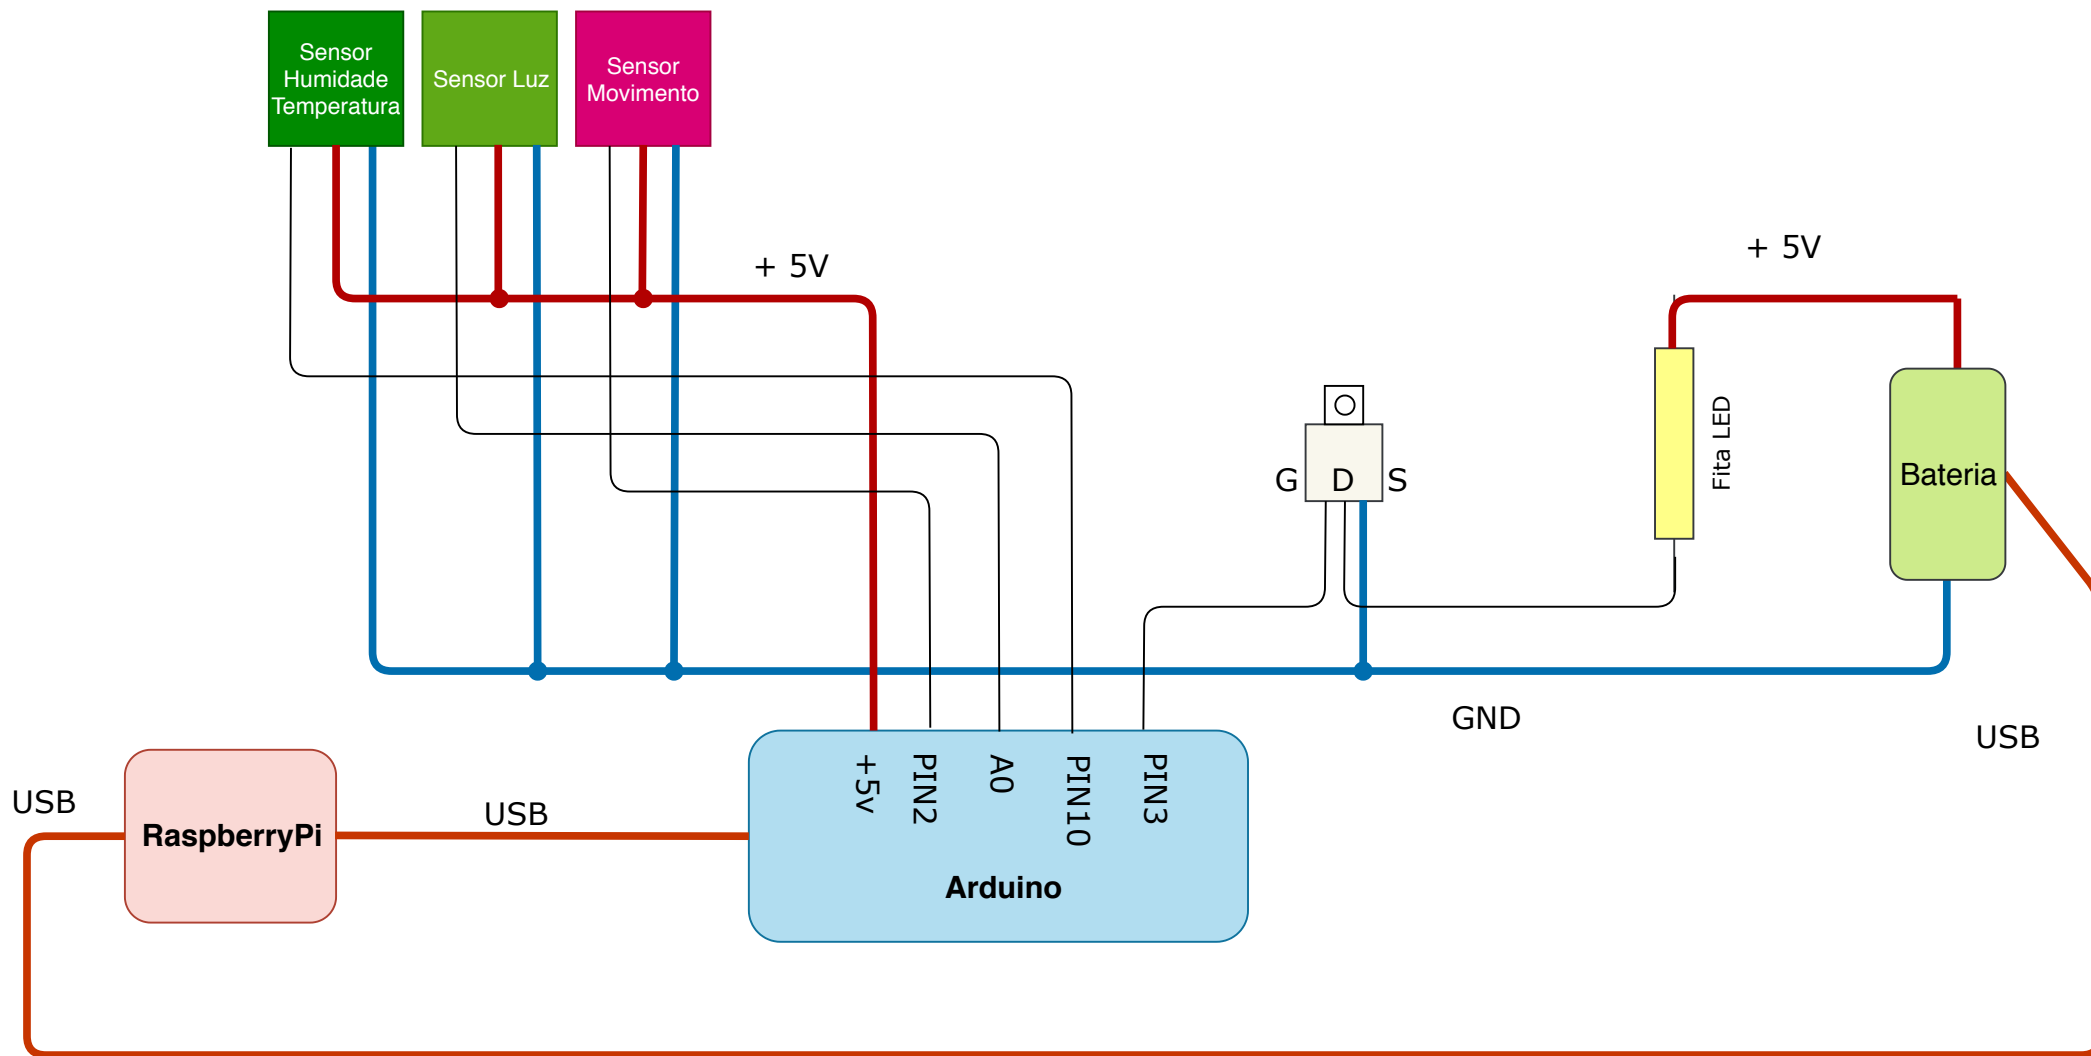 Sensor
Humidade
Temperatura
Sensor Luz
Sensor
Movimento
+ 5V
+ 5V
G
D
S
Fita LED
Bateria
GND
USB
USB
RaspberryPi
USB
+5v
PIN2
A0
PIN10
PIN3
Arduino